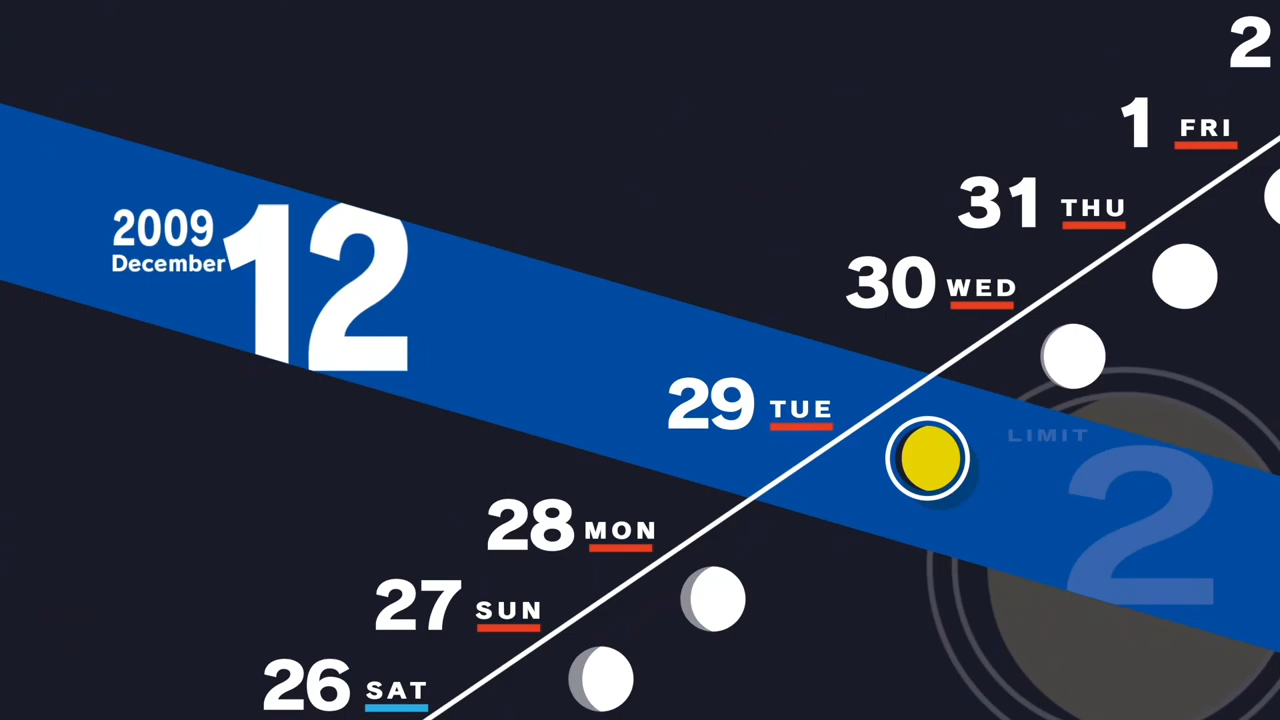 2
1 FRI
31 THU
30 WED
2009
December
12
29 TUE
LIMIT
2
28 MON
27 SUN
26 SAT